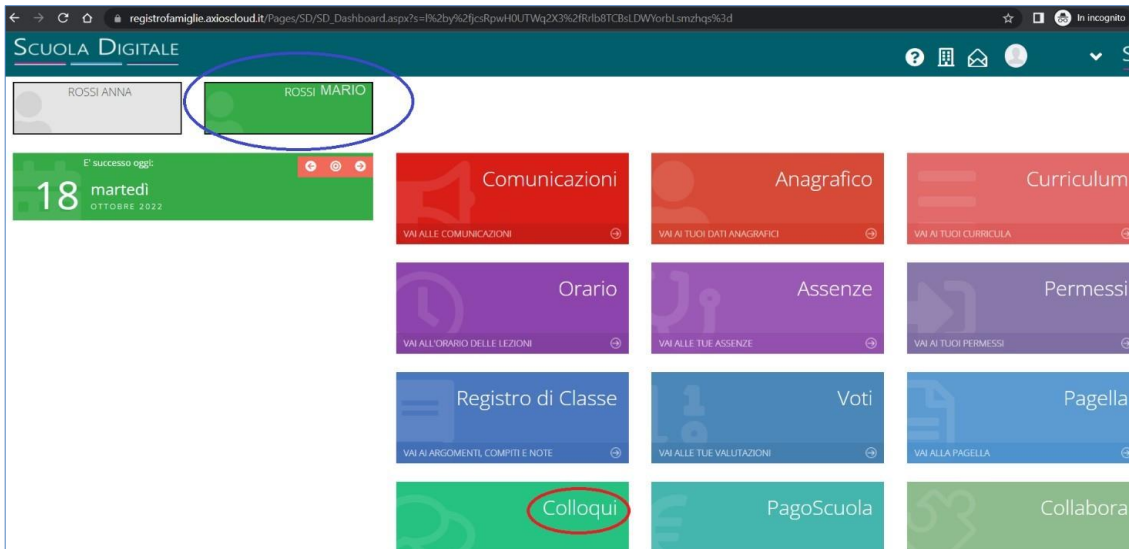 registrofamiglie.axioscloud.it/Pages/SD/SD_Dashboard.aspx?s=l%2by%2fjcsRpwH0UTWq2X3%2fRrlb8TCBsLDWYorbLsmzhqs%3d
In incognito
SCUOLA DIGITALE
ROSSI ANNA
ROSSI MARIO
E' successo oggi:
18 martedì
OTTOBRE 2022
Comunicazioni
VAI ALLE COMUNICAZIONI
Anagrafico
VAI AI TUOI DATI ANAGRAFICI
Curriculum
VAI AI TUOI CURRICULA
Orario
VAI ALL'ORARIO DELLE LEZIONI
Assenze
VAI ALLE TUE ASSENZE
Permessi
VAI AI TUOI PERMESSI
Registro di Classe
VAI AI ARGOMENTI, COMPITI E NOTE
Voti
VAI ALLE TUE VALUTAZIONI
Pagella
VAI ALLA PAGELLA
Colloqui
PagoScuola
Collabora